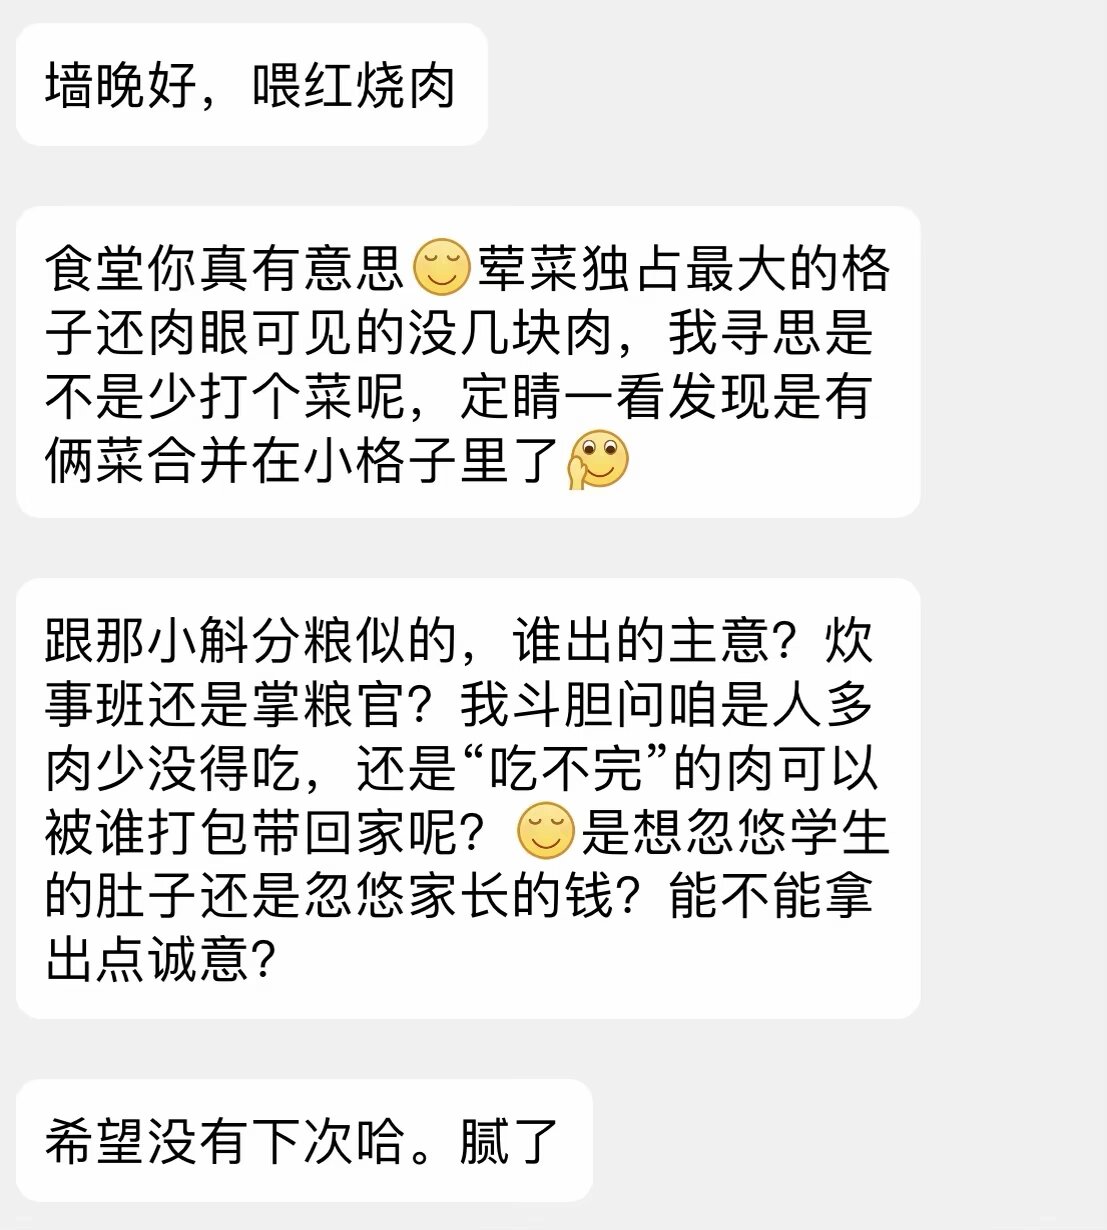 墙晚好，喂红烧肉
食堂你真有意思荤菜独占最大的格
子还肉眼可见的没几块肉，我寻思是
不是少打个菜呢，定睛一看发现是有
俩菜合并在小格子里了
跟那小斛分粮似的，谁出的主意？炊
事班还是掌粮官？我斗胆问咱是人多
肉少没得吃，还是“吃不完”的肉可以
被谁打包带回家呢？是想忽悠学生
的肚子还是忽悠家长的钱？能不能拿
出点诚意？
希望没有下次哈。腻了